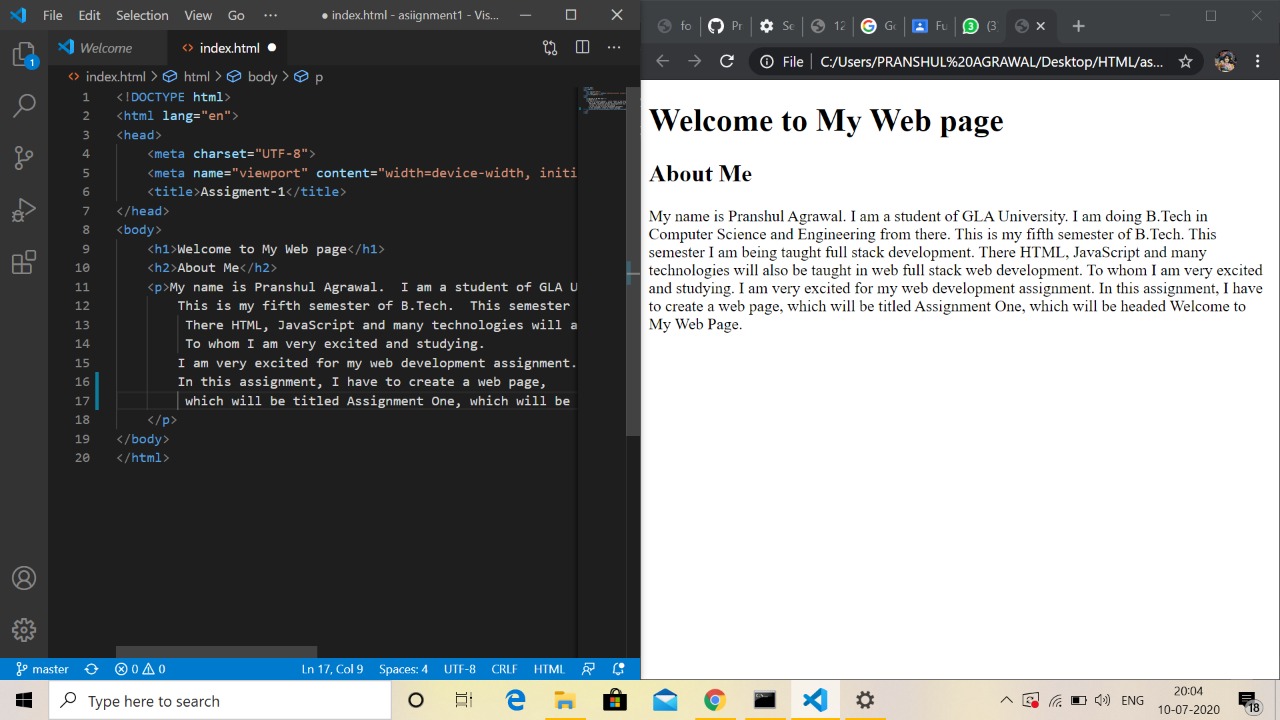 File Edit Selection View Go ··· ● index.html - asiignment1 - Vis...
Welcome index.html
index.html > html > body > p
1 <!DOCTYPE html>
2 <html lang="en">
3 <head>
4 <meta charset="UTF-8">
5 <meta name="viewport" content="width=device-width, initi
6 <title>Assigment-1</title>
7 </head>
8 <body>
9 <h1>Welcome to My Web page</h1>
10 <h2>About Me</h2>
11 <p>My name is Pranshul Agrawal.  I am a student of GLA U
12 This is my fifth semester of B.Tech.  This semester
13 There HTML, JavaScript and many technologies will a
14 To whom I am very excited and studying.
15 I am very excited for my web development assignment.
16 In this assignment, I have to create a web page,
17 which will be titled Assignment One, which will be
18 </p>
19 </body>
20 </html>
1
master 0 0 Ln 17, Col 9 Spaces: 4 UTF-8 CRLF HTML
fo Pr Se 12 Go Fu (3
File C:/Users/PRANSHUL%20AGRAWAL/Desktop/HTML/as...
Welcome to My Web page
About Me
My name is Pranshul Agrawal. I am a student of GLA University. I am doing B.Tech in
Computer Science and Engineering from there. This is my fifth semester of B.Tech. This
semester I am being taught full stack development. There HTML, JavaScript and many
technologies will also be taught in web full stack web development. To whom I am very excited
and studying. I am very excited for my web development assignment. In this assignment, I have
to create a web page, which will be titled Assignment One, which will be headed Welcome to
My Web Page.
Type here to search
ENG
20:04
10-07-2020
18